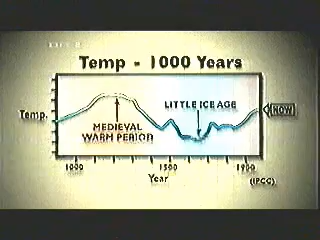 Temp - 1000 Years
LITTLE ICE AGE
Temp.
NOW
MEDIEVAL
WARM PERIOD
1000
1500
1900
Year
(IPCC)